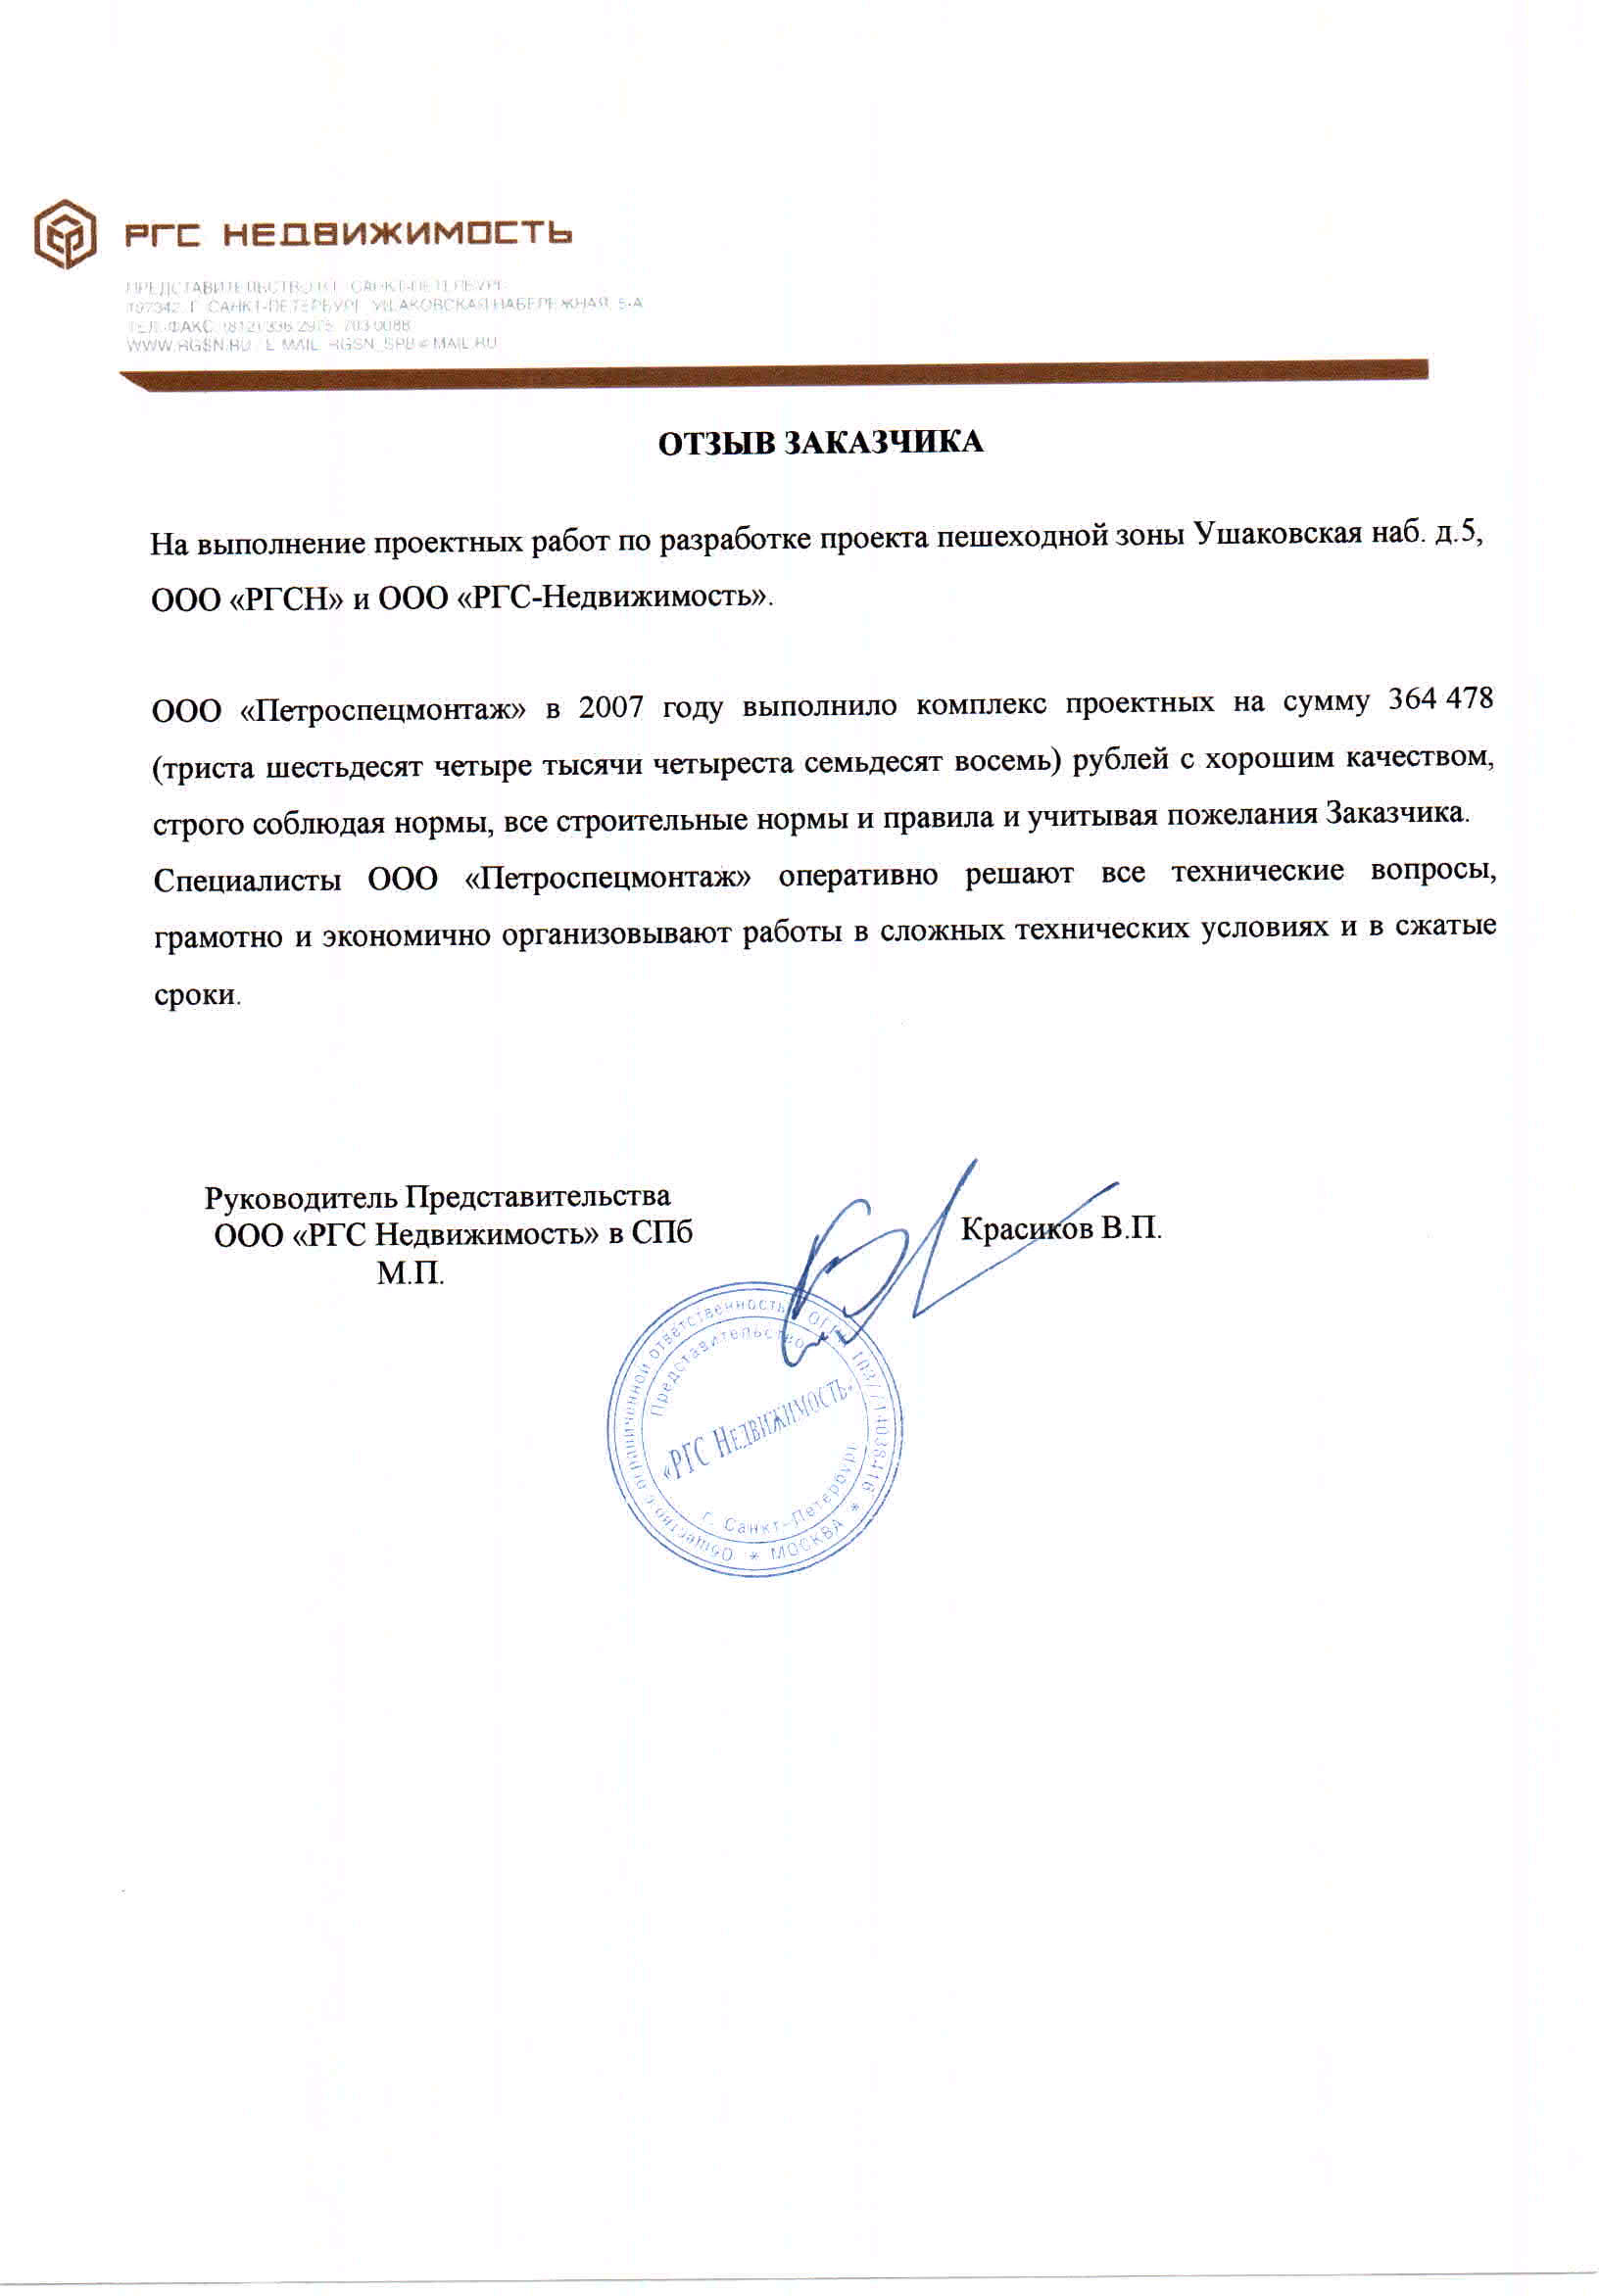 РГС НЕДВИЖИМОСТЬ
ПРЕДСТАВИТЕЛЬСТВО В Г. САНКТ-ПЕТЕРБУРГ
197342, Г. САНКТ-ПЕТЕРБУРГ, УШАКОВСКАЯ НАБЕРЕЖНАЯ, 5-А
ТЕЛ./ФАКС: (812) 336 2975, 703 0088
WWW.RGSN.RU E-MAIL: RGSN_SPB@MAIL.RU
ОТЗЫВ ЗАКАЗЧИКА
На выполнение проектных работ по разработке проекта пешеходной зоны Ушаковская наб. д.5,
ООО «РГСН» и ООО «РГС-Недвижимость».
ООО «Петроспецмонтаж» в 2007 году выполнило комплекс проектных на сумму 364 478
(триста шестьдесят четыре тысячи четыреста семьдесят восемь) рублей с хорошим качеством,
строго соблюдая нормы, все строительные нормы и правила и учитывая пожелания Заказчика.
Специалисты ООО «Петроспецмонтаж» оперативно решают все технические вопросы,
грамотно и экономично организовывают работы в сложных технических условиях и в сжатые
сроки.
Руководитель Представительства
ООО «РГС Недвижимость» в СПб
Красиков В.П.
М.П.
Общество с ограниченной ответственностью ОГРН * МОСКВА *
Представительство
«РГС Недвижимость»
г. Санкт-Петербург